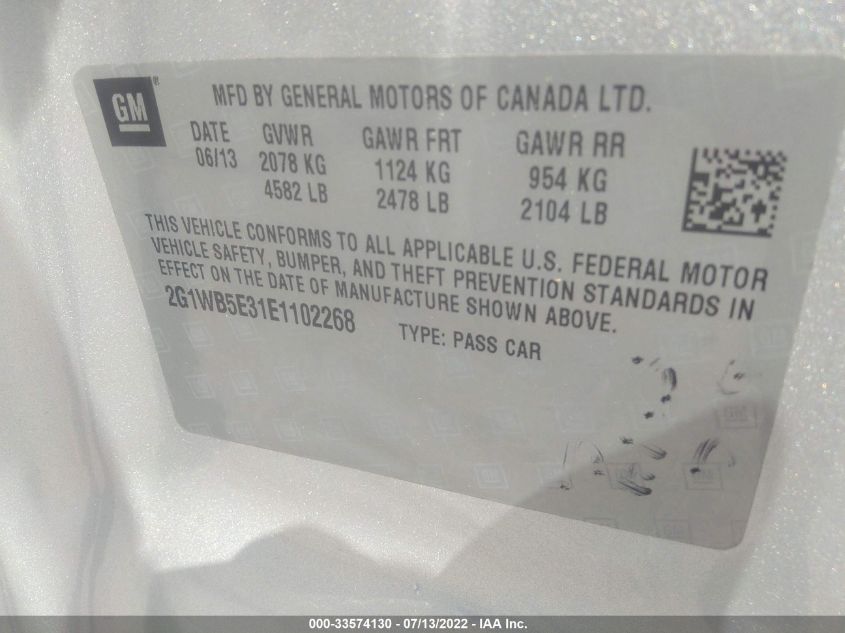 GM®
MFD BY GENERAL MOTORS OF CANADA LTD.
DATE GVWR GAWR FRT GAWR RR
06/13 2078 KG 1124 KG 954 KG
4582 LB 2478 LB 2104 LB
THIS VEHICLE CONFORMS TO ALL APPLICABLE U.S. FEDERAL MOTOR
VEHICLE SAFETY, BUMPER, AND THEFT PREVENTION STANDARDS IN
EFFECT ON THE DATE OF MANUFACTURE SHOWN ABOVE.
2G1WB5E31E1102268 TYPE: PASS CAR
000-33574130 - 07/13/2022 - IAA Inc.